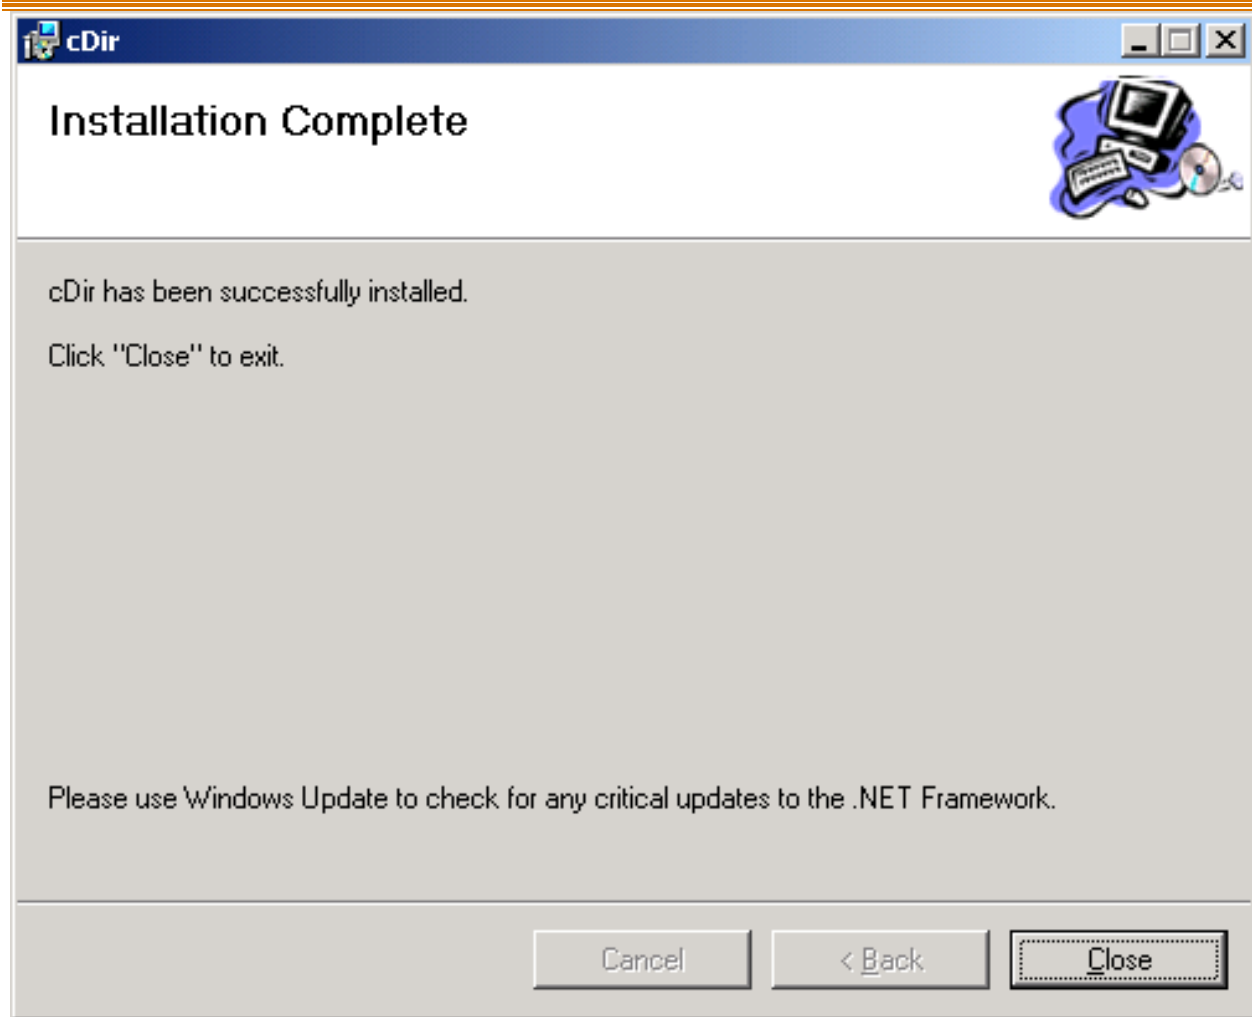 cDir
Installation Complete
cDir has been successfully installed.
Click "Close" to exit.
Please use Windows Update to check for any critical updates to the .NET Framework.
Cancel
< Back
Close